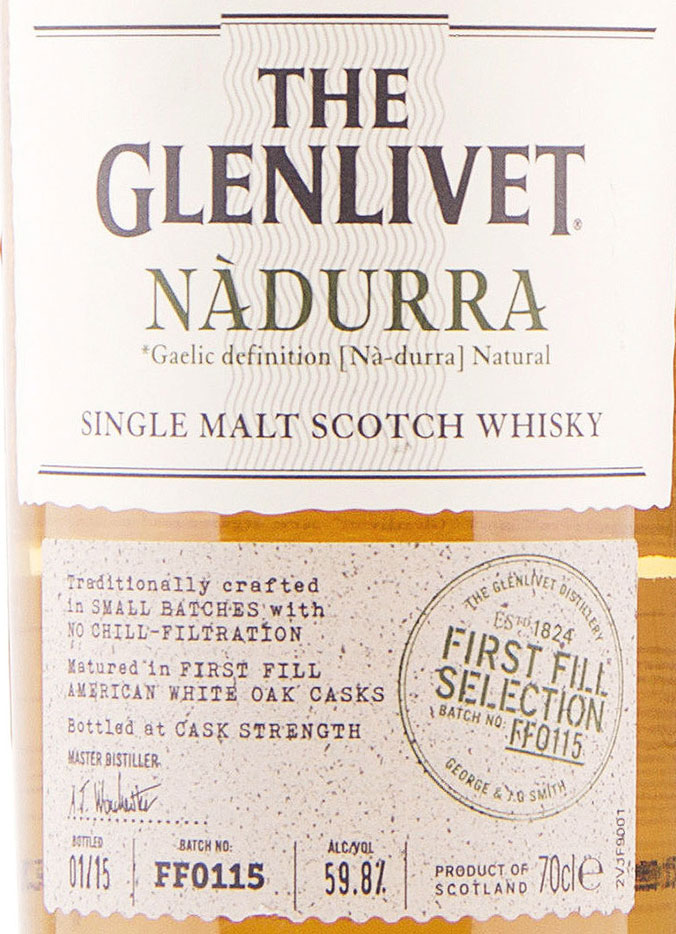 THE
GLENLIVET®
NÀDURRA
*Gaelic definition [Nà-durra] Natural
SINGLE MALT SCOTCH WHISKY
Traditionally crafted
in SMALL BATCHES with
NO CHILL-FILTRATION
Matured in FIRST FILL
AMERICAN WHITE OAK CASKS
Bottled at CASK STRENGTH
MASTER DISTILLER
THE GLENLIVET DISTILLERY
ESTD 1824
FIRST FILL
SELECTION
BATCH NO:
FF0115
GEORGE & J.G SMITH
BOTTLED
01/15
BATCH NO:
FF0115
ALC/VOL
59.8%
PRODUCT OF
SCOTLAND
70cl e
2VJF9001